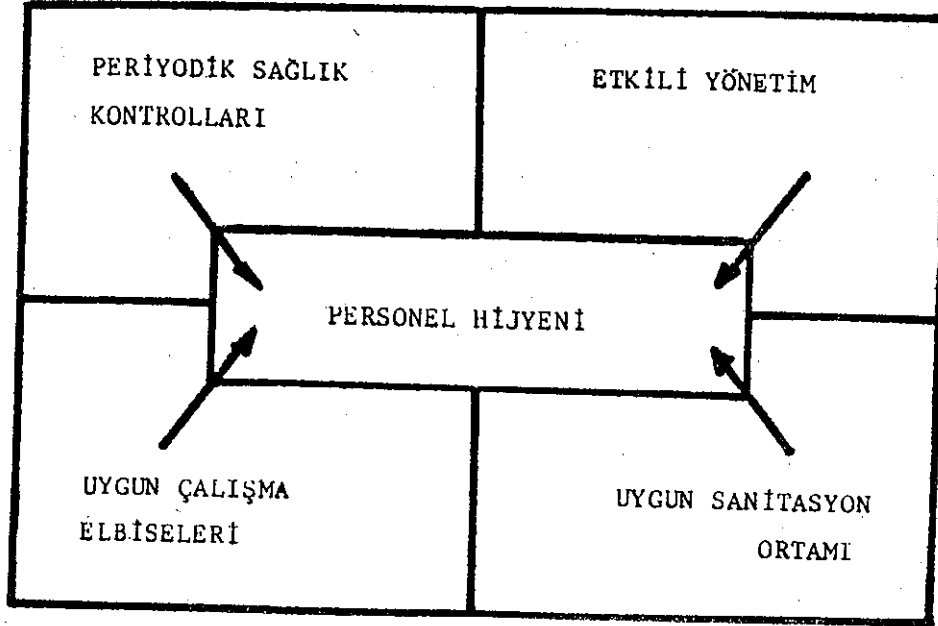 PERİYODİK SAĞLIK
KONTROLLARI
ETKİLİ YÖNETİM
PERSONEL HİJYENİ
UYGUN ÇALIŞMA
ELBİSELERİ
UYGUN SANİTASYON
ORTAMI